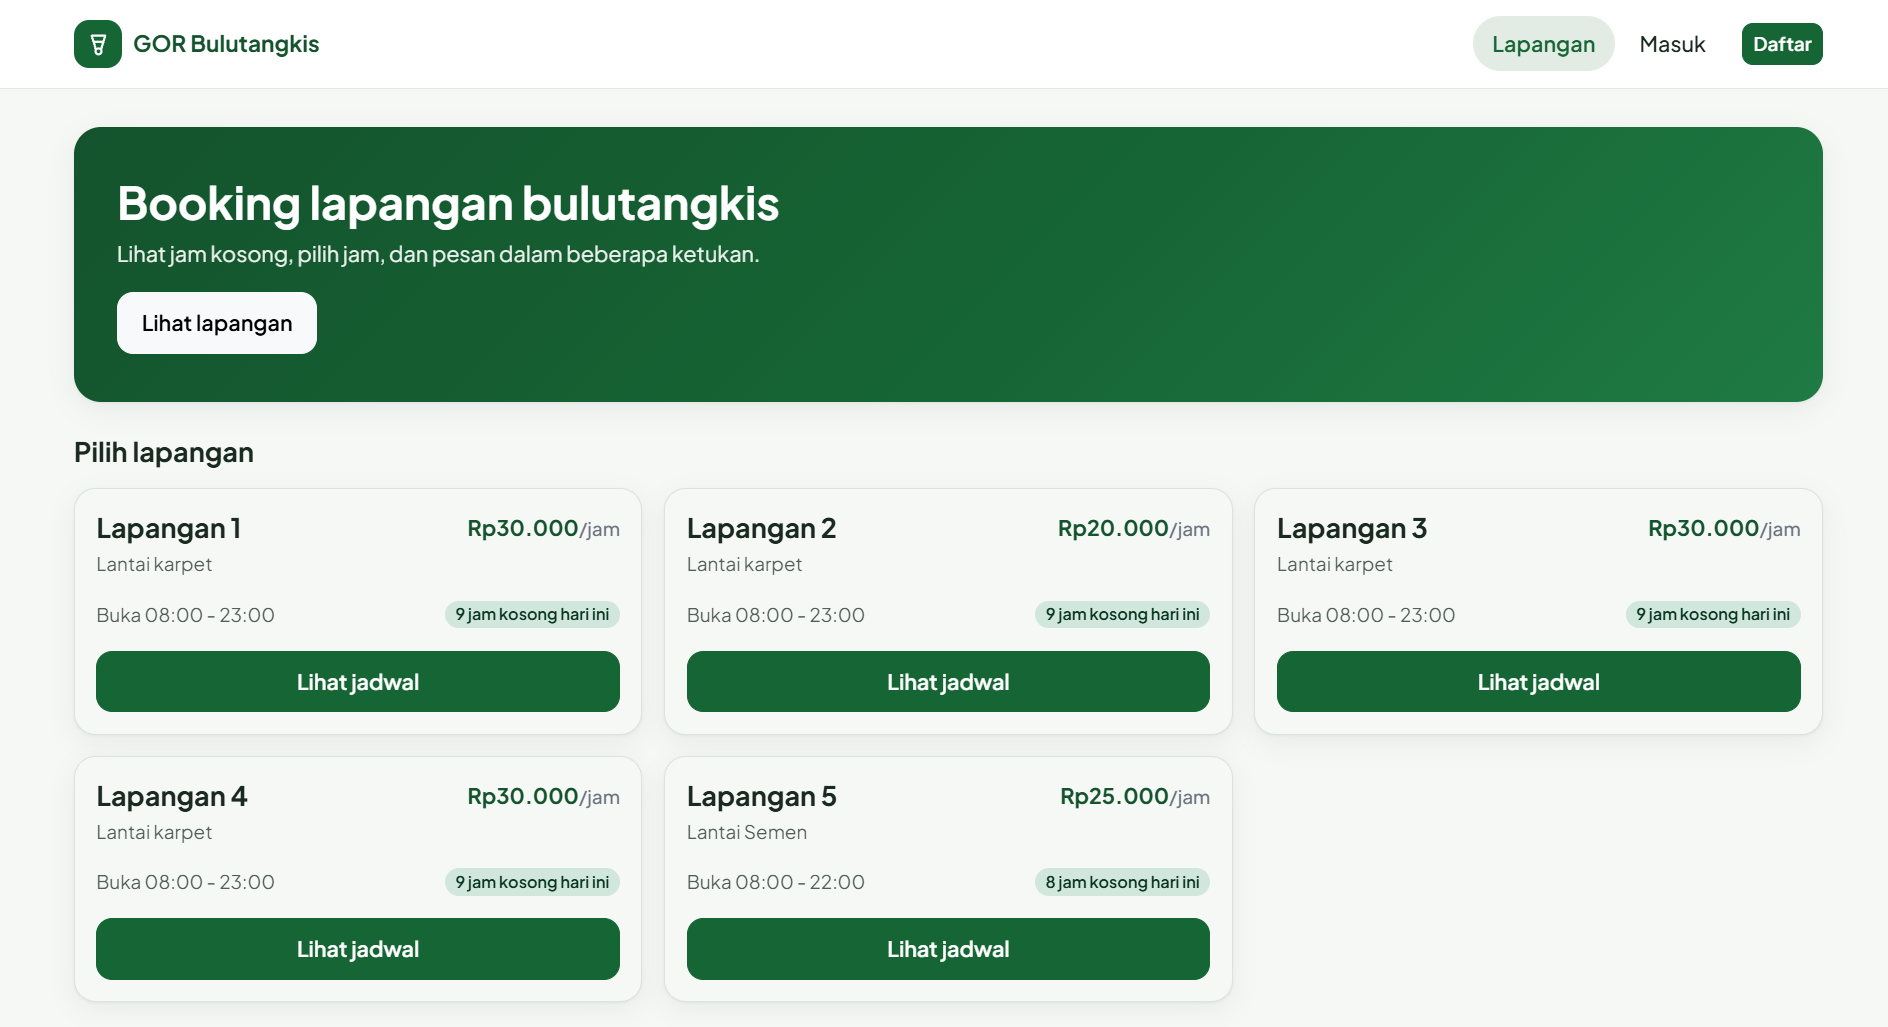 GOR Bulutangkis
Lapangan
Masuk
Daftar
Booking lapangan bulutangkis
Lihat jam kosong, pilih jam, dan pesan dalam beberapa ketukan.
Lihat lapangan
Pilih lapangan
Lapangan 1
Rp30.000/jam
Lantai karpet
Buka 08:00 - 23:00
9 jam kosong hari ini
Lihat jadwal
Lapangan 2
Rp20.000/jam
Lantai karpet
Buka 08:00 - 23:00
9 jam kosong hari ini
Lihat jadwal
Lapangan 3
Rp30.000/jam
Lantai karpet
Buka 08:00 - 23:00
9 jam kosong hari ini
Lihat jadwal
Lapangan 4
Rp30.000/jam
Lantai karpet
Buka 08:00 - 23:00
9 jam kosong hari ini
Lihat jadwal
Lapangan 5
Rp25.000/jam
Lantai Semen
Buka 08:00 - 22:00
8 jam kosong hari ini
Lihat jadwal